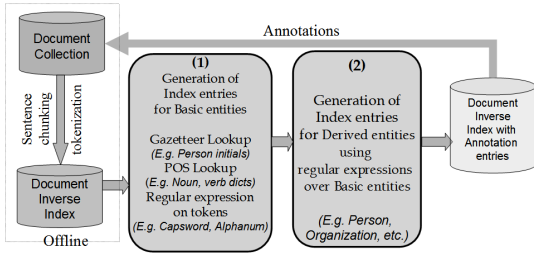 Annotations
Document
Collection
Sentence
chunking
tokenization
Document
Inverse
Index
Offline
(1)
Generation of
Index entries
for Basic entities
Gazetteer Lookup
(E.g. Person initials)
POS Lookup
(E.g. Noun, verb dicts)
Regular expression
on tokens
(E.g. Capsword, Alphanum)
(2)
Generation of
Index entries
for Derived entities
using
regular expressions
over Basic entities
(E.g. Person,
Organization, etc.)
Document
Inverse
Index with
Annotation
entries